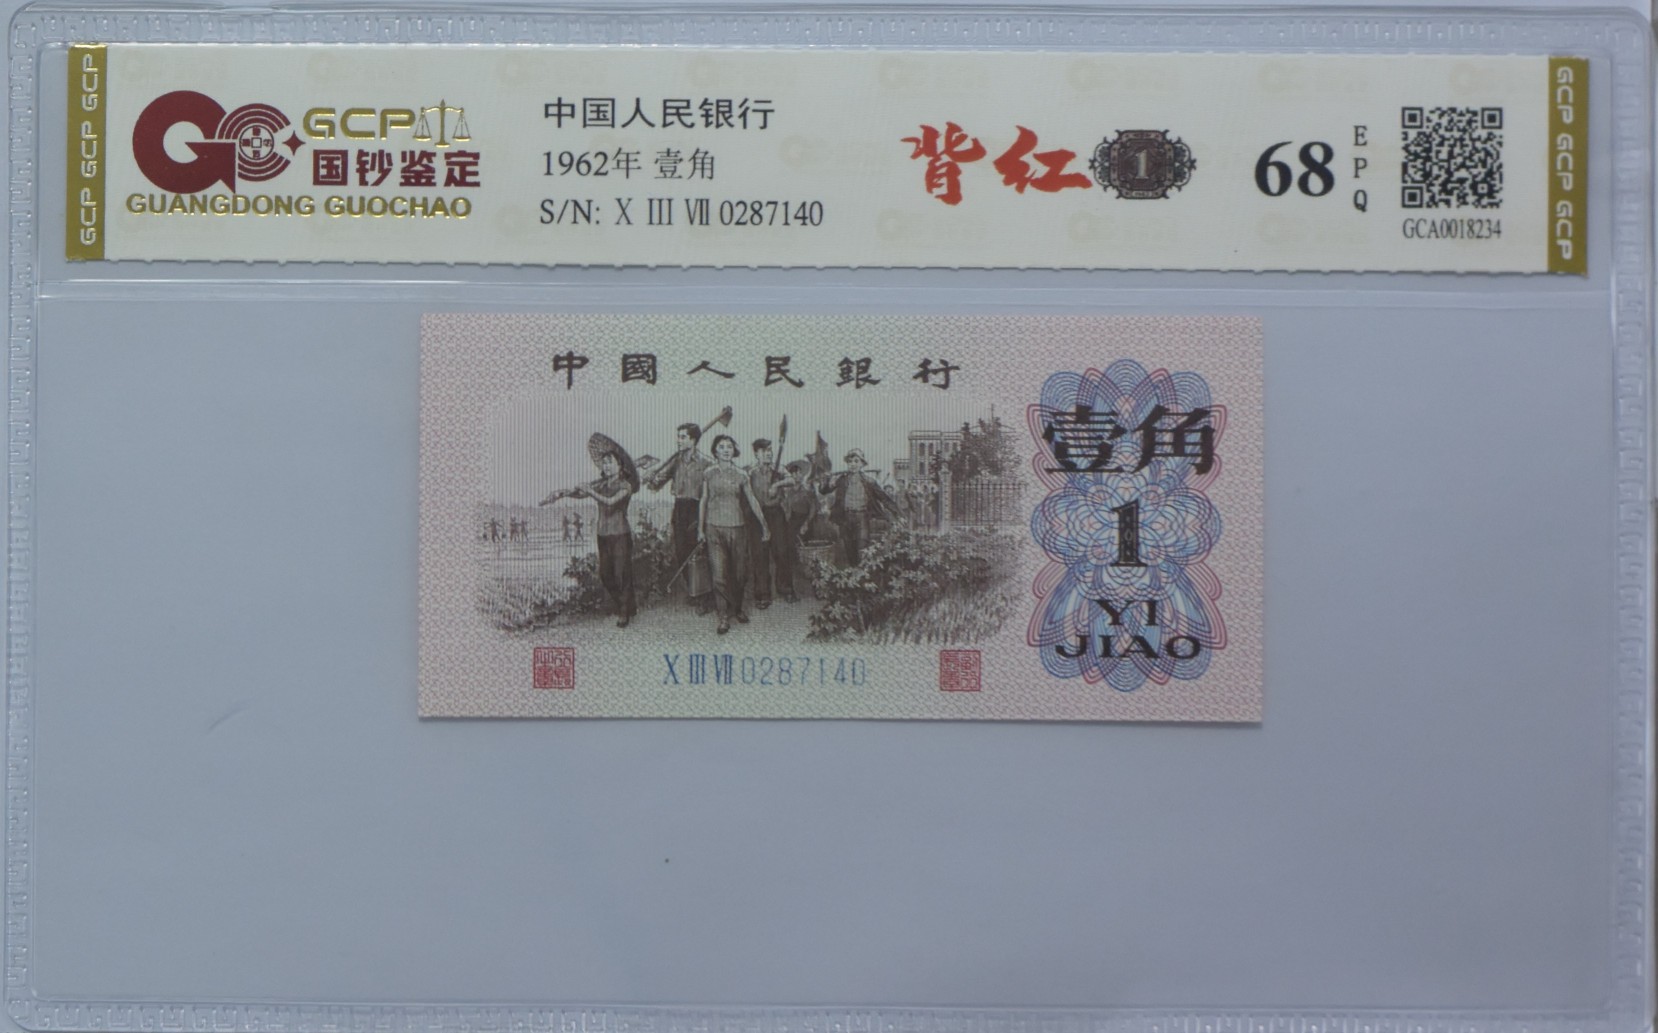 GCP GCP GCP
GCP
国钞鉴定
GUANGDONG GUOCHAO
中国人民银行
1962年 壹角
S/N: X III VII 0287140
背红
1
68
EPQ
GCA0018234
GCP GCP GCP
中國人民銀行
壹角
1
YI
JIAO
X III VII 0287140